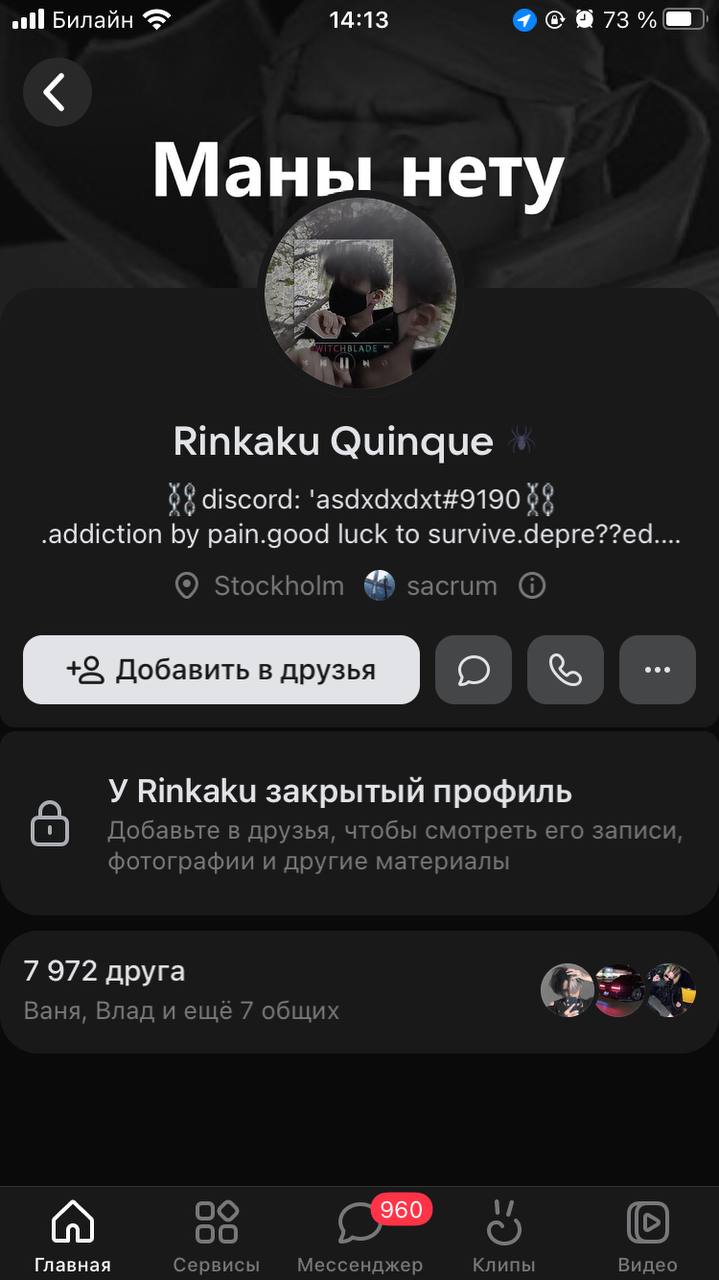 Билайн 14:13 73 %
Маны нету
WITCHBLADE
Rinkaku Quinque
discord: 'asdxdxdxt#9190
.addiction by pain.good luck to survive.depre??ed....
Stockholm sacrum
Добавить в друзья
У Rinkaku закрытый профиль
Добавьте в друзья, чтобы смотреть его записи,
фотографии и другие материалы
7 972 друга
Ваня, Влад и ещё 7 общих
960
Главная Сервисы Мессенджер Клипы Видео